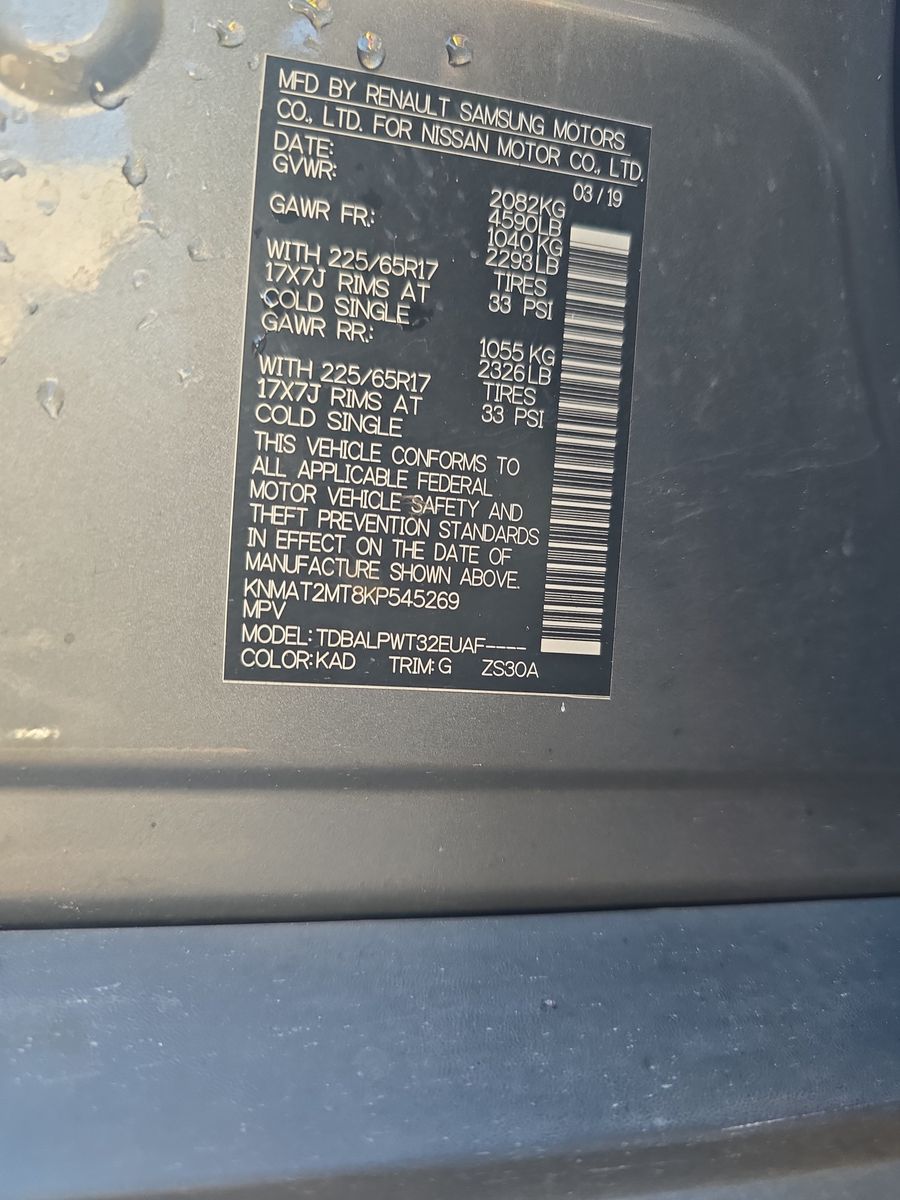 MFD BY RENAULT SAMSUNG MOTORS
CO., LTD. FOR NISSAN MOTOR CO., LTD.
DATE: 03 / 19
GVWR: 2082KG
4590LB
GAWR FR.: 1040 KG
2293LB
WITH 225/65R17 TIRES
17X7J RIMS AT 33 PSI
COLD SINGLE
GAWR RR.: 1055 KG
2326LB
WITH 225/65R17 TIRES
17X7J RIMS AT 33 PSI
COLD SINGLE
THIS VEHICLE CONFORMS TO
ALL APPLICABLE FEDERAL
MOTOR VEHICLE SAFETY AND
THEFT PREVENTION STANDARDS
IN EFFECT ON THE DATE OF
MANUFACTURE SHOWN ABOVE.
KNMAT2MT8KP545269
MPV
MODEL: TDBALPWT32EUAF----
COLOR: KAD TRIM: G ZS30A